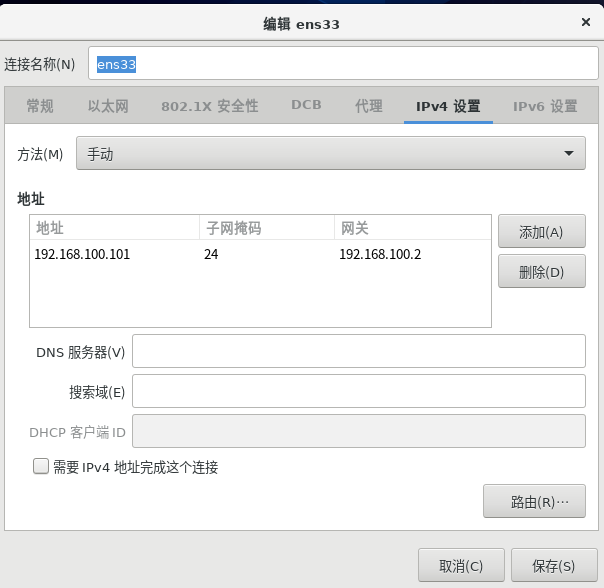 编辑 ens33
连接名称(N) ens33
常规 以太网 802.1X 安全性 DCB 代理 IPv4 设置 IPv6 设置
方法(M) 手动
地址
地址 子网掩码 网关
192.168.100.101 24 192.168.100.2
添加(A)
删除(D)
DNS 服务器(V)
搜索域(E)
DHCP 客户端 ID
需要 IPv4 地址完成这个连接
路由(R)…
取消(C) 保存(S)